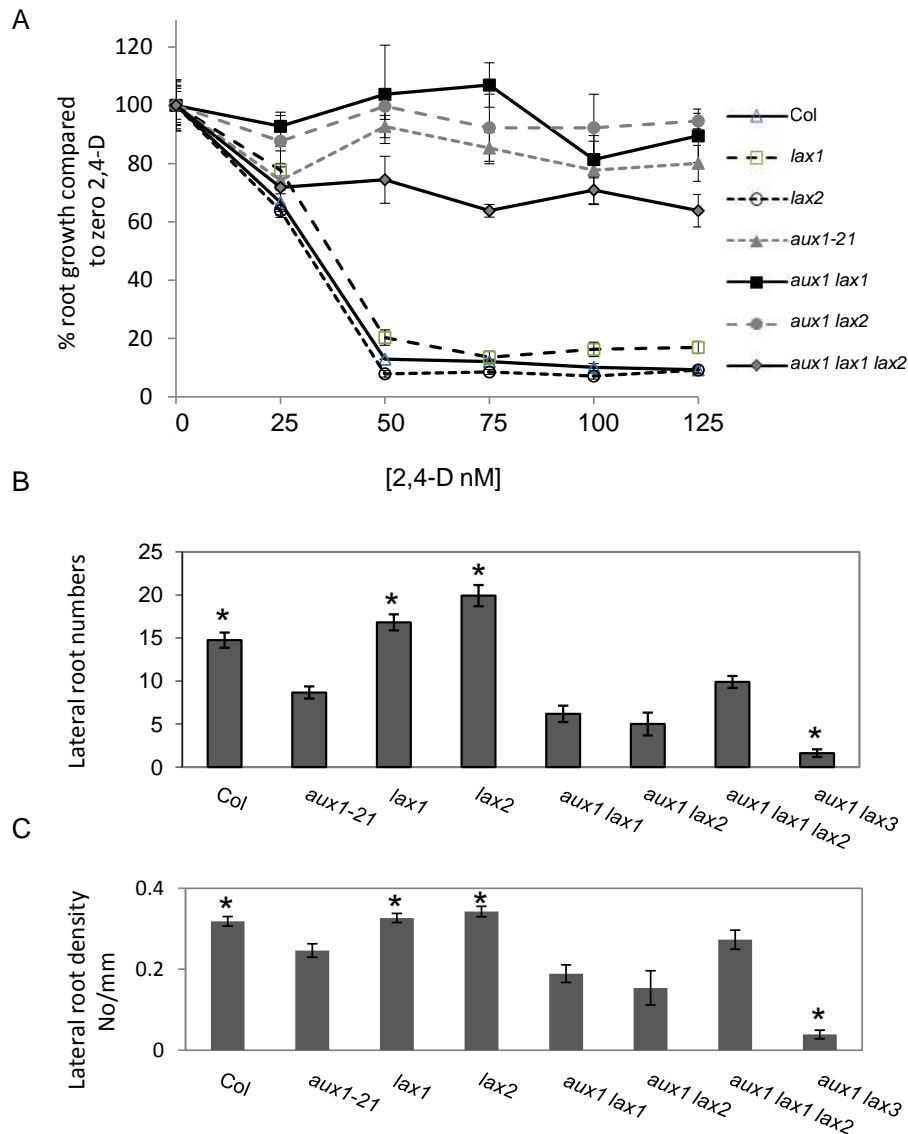 A
% root growth compared
to zero 2,4-D
120
100
80
60
40
20
0
0 25 50 75 100 125
[2,4-D nM]
Col
lax1
lax2
aux1-21
aux1 lax1
aux1 lax2
aux1 lax1 lax2
B
Lateral root numbers
25
20
15
10
5
0
* * * *
Col
aux1-21
lax1
lax2
aux1 lax1
aux1 lax2
aux1 lax1 lax2
aux1 lax3
C
Lateral root density
No/mm
0.4
0.2
0
* * * *
Col
aux1-21
lax1
lax2
aux1 lax1
aux1 lax2
aux1 lax1 lax2
aux1 lax3